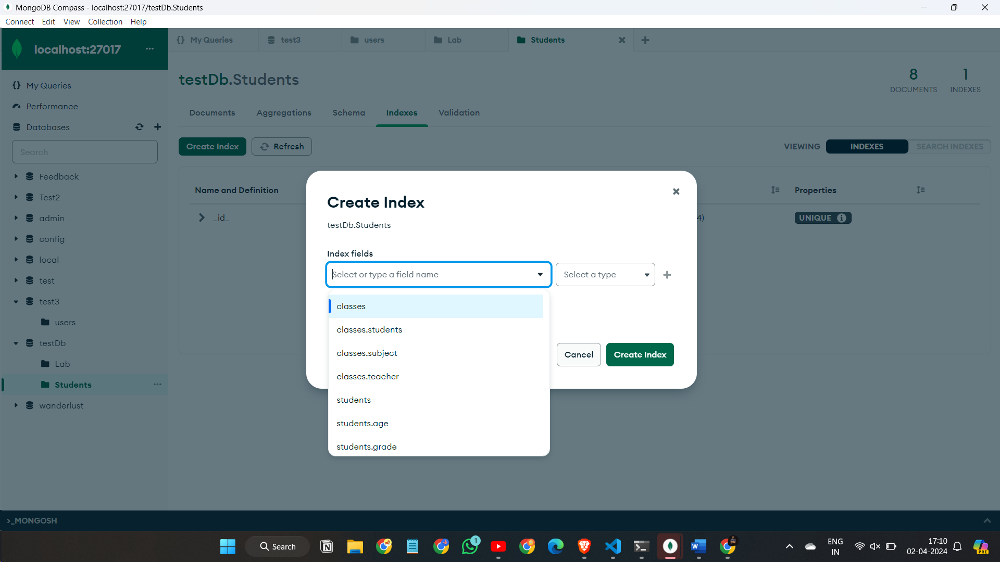 MongoDB Compass - localhost:27017/testDb.Students
Connect Edit View Collection Help
localhost:27017 ...
{} My Queries
test3
users
Lab
Students
testDb.Students
8
DOCUMENTS
1
INDEXES
{} My Queries
Performance
Databases
Search
Feedback
Test2
admin
config
local
test
test3
users
testDb
Lab
Students ...
wanderlust
Documents Aggregations Schema Indexes Validation
Create Index Refresh
VIEWING INDEXES SEARCH INDEXES
Name and Definition
Properties
_id_
4)
UNIQUE
Create Index
testDb.Students
Index fields
Select or type a field name
Select a type
classes
classes.students
classes.subject
classes.teacher
students
students.age
students.grade
Cancel Create Index
>_MONGOSH
Search
1
ENG
IN
17:10
02-04-2024
PRE